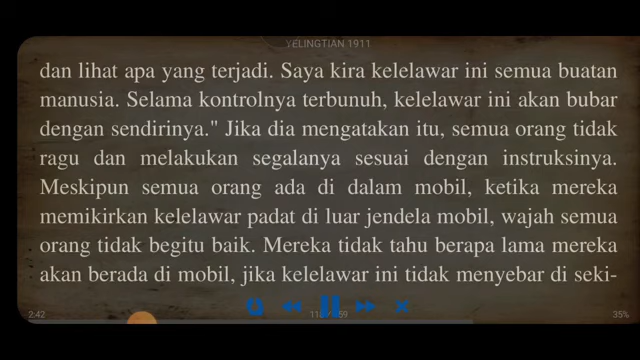 YELINGTIAN 1911
dan lihat apa yang terjadi. Saya kira kelelawar ini semua buatan
manusia. Selama kontrolnya terbunuh, kelelawar ini akan bubar
dengan sendirinya." Jika dia mengatakan itu, semua orang tidak
ragu dan melakukan segalanya sesuai dengan instruksinya.
Meskipun semua orang ada di dalam mobil, ketika mereka
memikirkan kelelawar padat di luar jendela mobil, wajah semua
orang tidak begitu baik. Mereka tidak tahu berapa lama mereka
akan berada di mobil, jika kelelawar ini tidak menyebar di seki-
2:42
35%